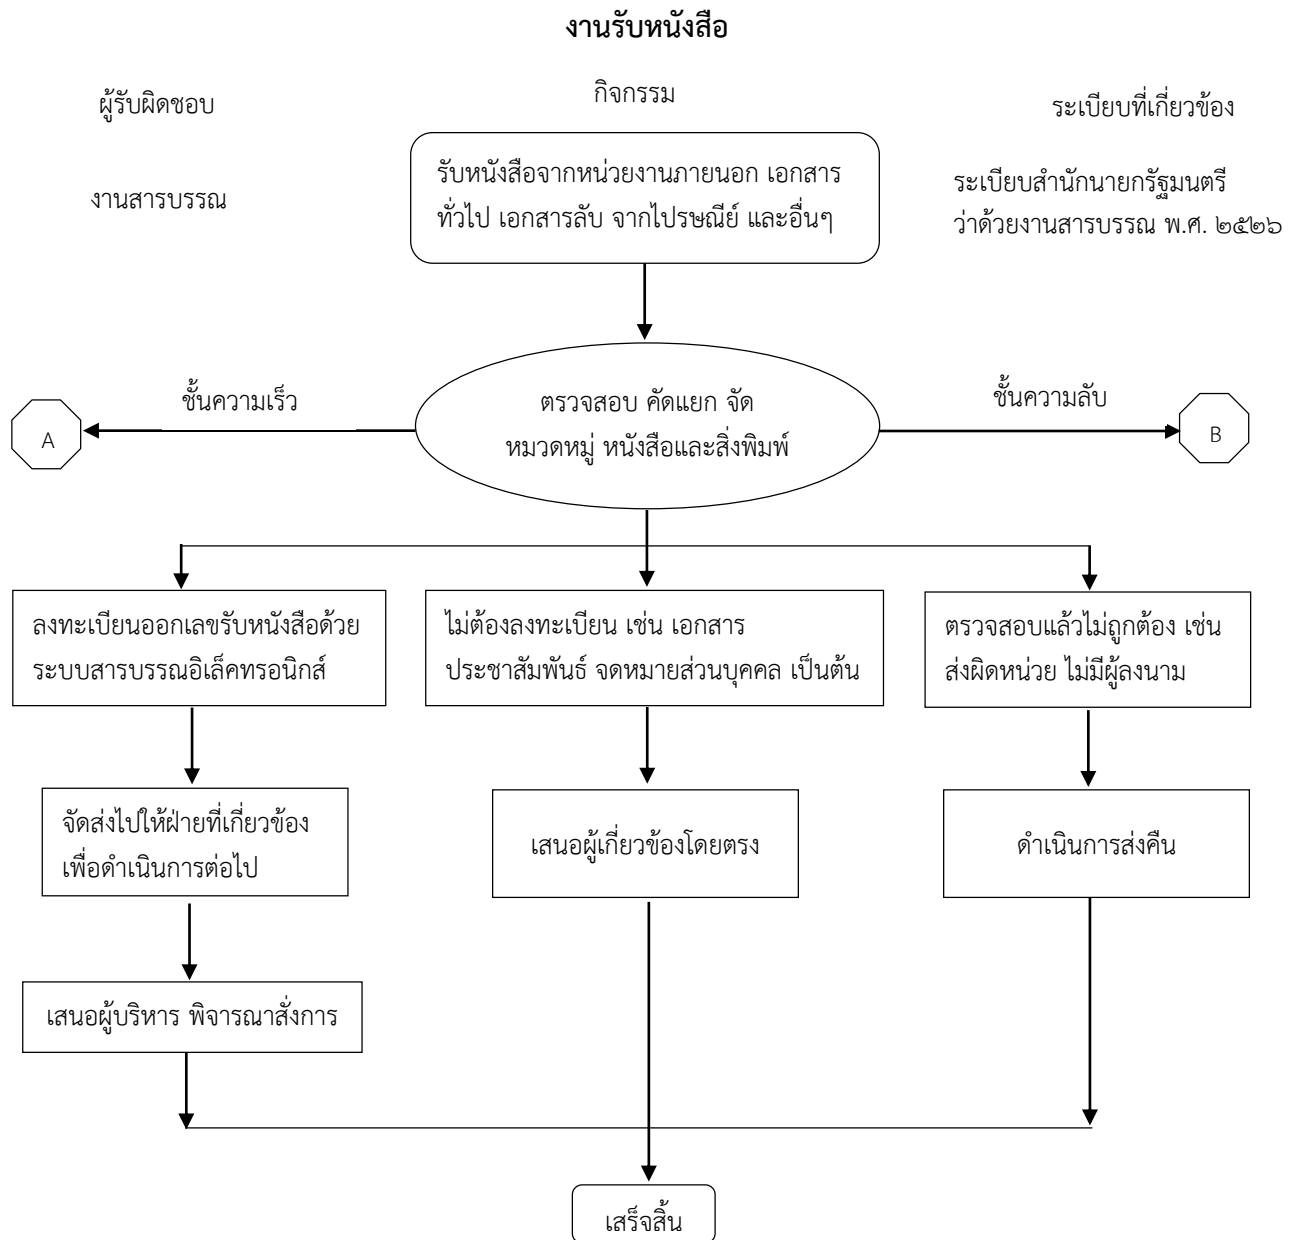 งานรับหนังสือ
ผู้รับผิดชอบ
กิจกรรม
ระเบียบที่เกี่ยวข้อง
งานสารบรรณ
รับหนังสือจากหน่วยงานภายนอก เอกสาร
ทั่วไป เอกสารลับ จากไปรษณีย์ และอื่นๆ
ระเบียบสำนักนายกรัฐมนตรี
ว่าด้วยงานสารบรรณ พ.ศ. ๒๕๒๖
ชั้นความเร็ว
ชั้นความลับ
A
ตรวจสอบ คัดแยก จัด
หมวดหมู่ หนังสือและสิ่งพิมพ์
B
ลงทะเบียนออกเลขรับหนังสือด้วย
ระบบสารบรรณอิเล็คทรอนิกส์
ไม่ต้องลงทะเบียน เช่น เอกสาร
ประชาสัมพันธ์ จดหมายส่วนบุคคล เป็นต้น
ตรวจสอบแล้วไม่ถูกต้อง เช่น
ส่งผิดหน่วย ไม่มีผู้ลงนาม
จัดส่งไปให้ฝ่ายที่เกี่ยวข้อง
เพื่อดำเนินการต่อไป
เสนอผู้เกี่ยวข้องโดยตรง
ดำเนินการส่งคืน
เสนอผู้บริหาร พิจารณาสั่งการ
เสร็จสิ้น